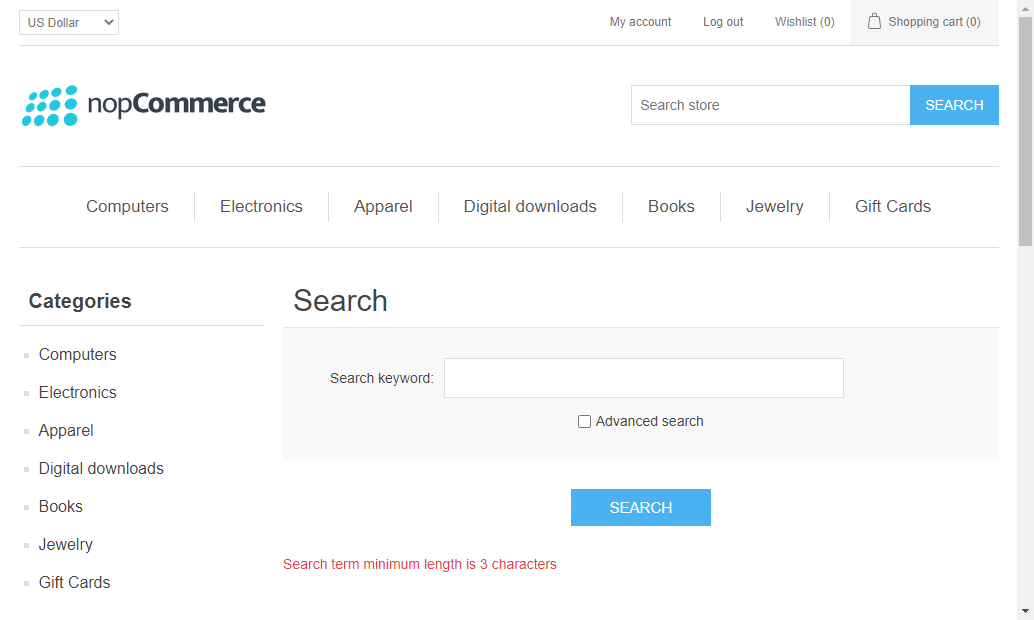 US Dollar
My account
Log out
Wishlist (0)
Shopping cart (0)
nopCommerce
Search store
SEARCH
Computers
Electronics
Apparel
Digital downloads
Books
Jewelry
Gift Cards
Categories
Computers
Electronics
Apparel
Digital downloads
Books
Jewelry
Gift Cards
Search
Search keyword:
Advanced search
SEARCH
Search term minimum length is 3 characters